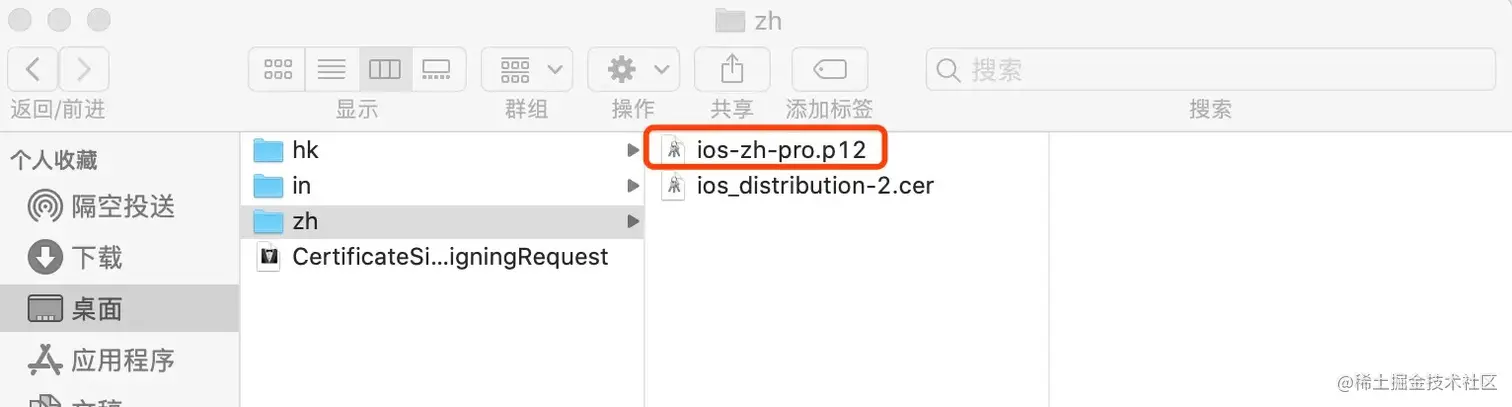 zh
返回/前进
显示
群组
操作
共享
添加标签
搜索
搜索
个人收藏
隔空投送
下载
桌面
应用程序
文稿
hk
in
zh
CertificateSi...igningRequest
ios-zh-pro.p12
ios_distribution-2.cer
@稀土掘金技术社区